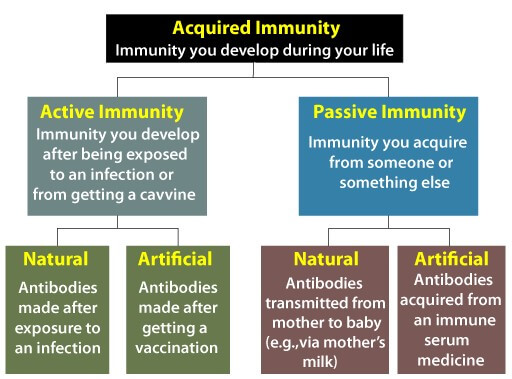 Acquired Immunity
Immunity you develop during your life
Active Immunity
Immunity you develop
after being exposed
to an infection or
from getting a cavvine
Passive Immunity
Immunity you acquire
from someone or
something else
Natural
Antibodies
made after
exposure to
an infection
Artificial
Antibodies
made after
getting a
vaccination
Natural
Antibodies
transmitted from
mother to baby
(e.g.,via mother's
milk)
Artificial
Antibodies
acquired from
an immune
serum
medicine